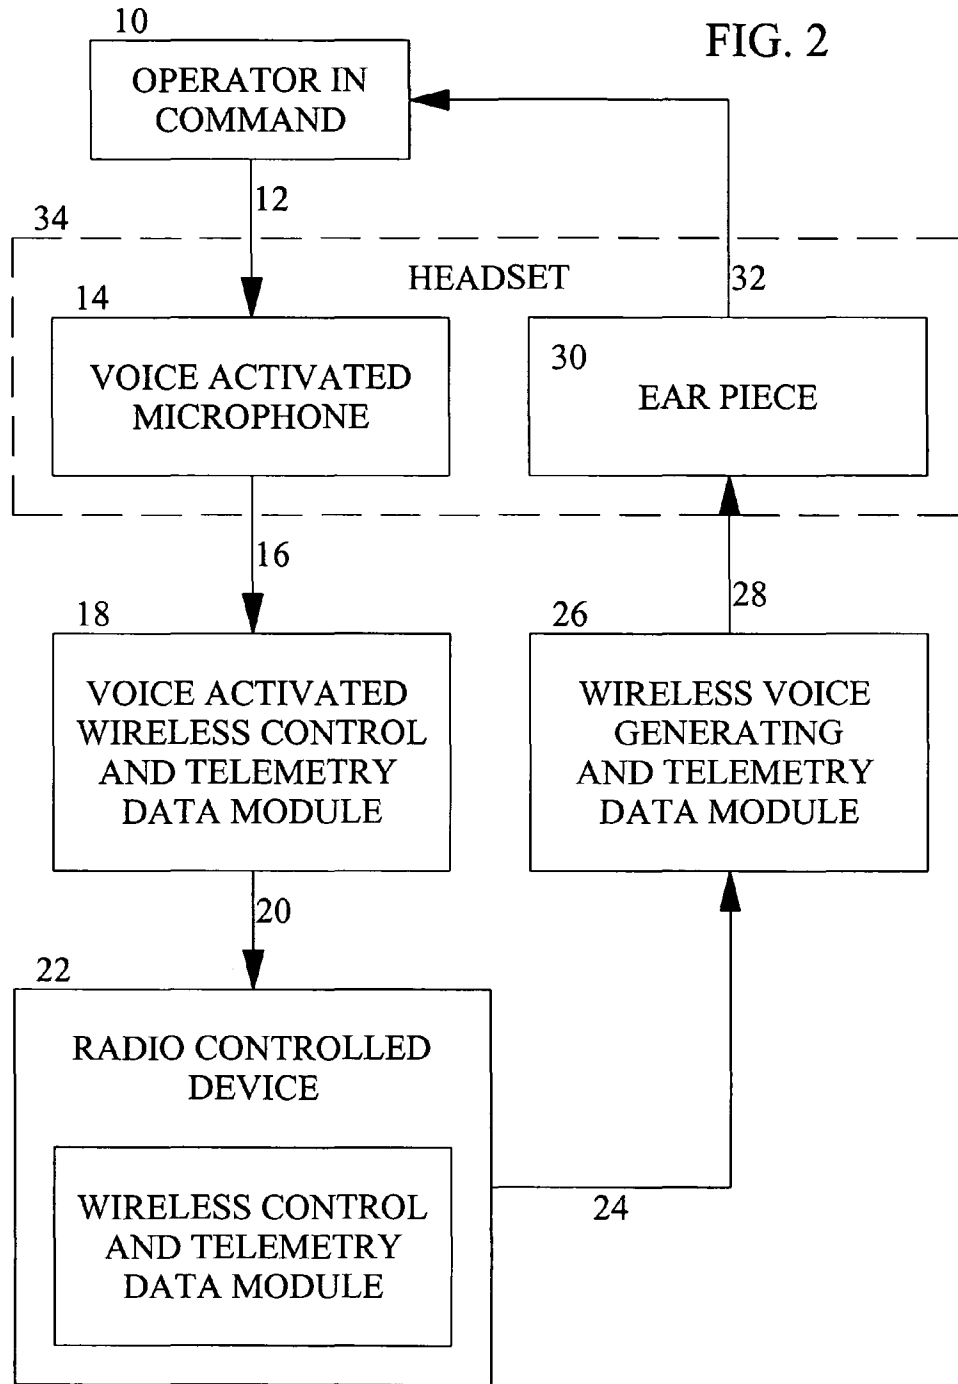 FIG. 2
10
OPERATOR IN
COMMAND
12
34
HEADSET
32
14
VOICE ACTIVATED
MICROPHONE
30
EAR PIECE
16
28
18
VOICE ACTIVATED
WIRELESS CONTROL
AND TELEMETRY
DATA MODULE
26
WIRELESS VOICE
GENERATING
AND TELEMETRY
DATA MODULE
20
22
RADIO CONTROLLED
DEVICE
WIRELESS CONTROL
AND TELEMETRY
DATA MODULE
24